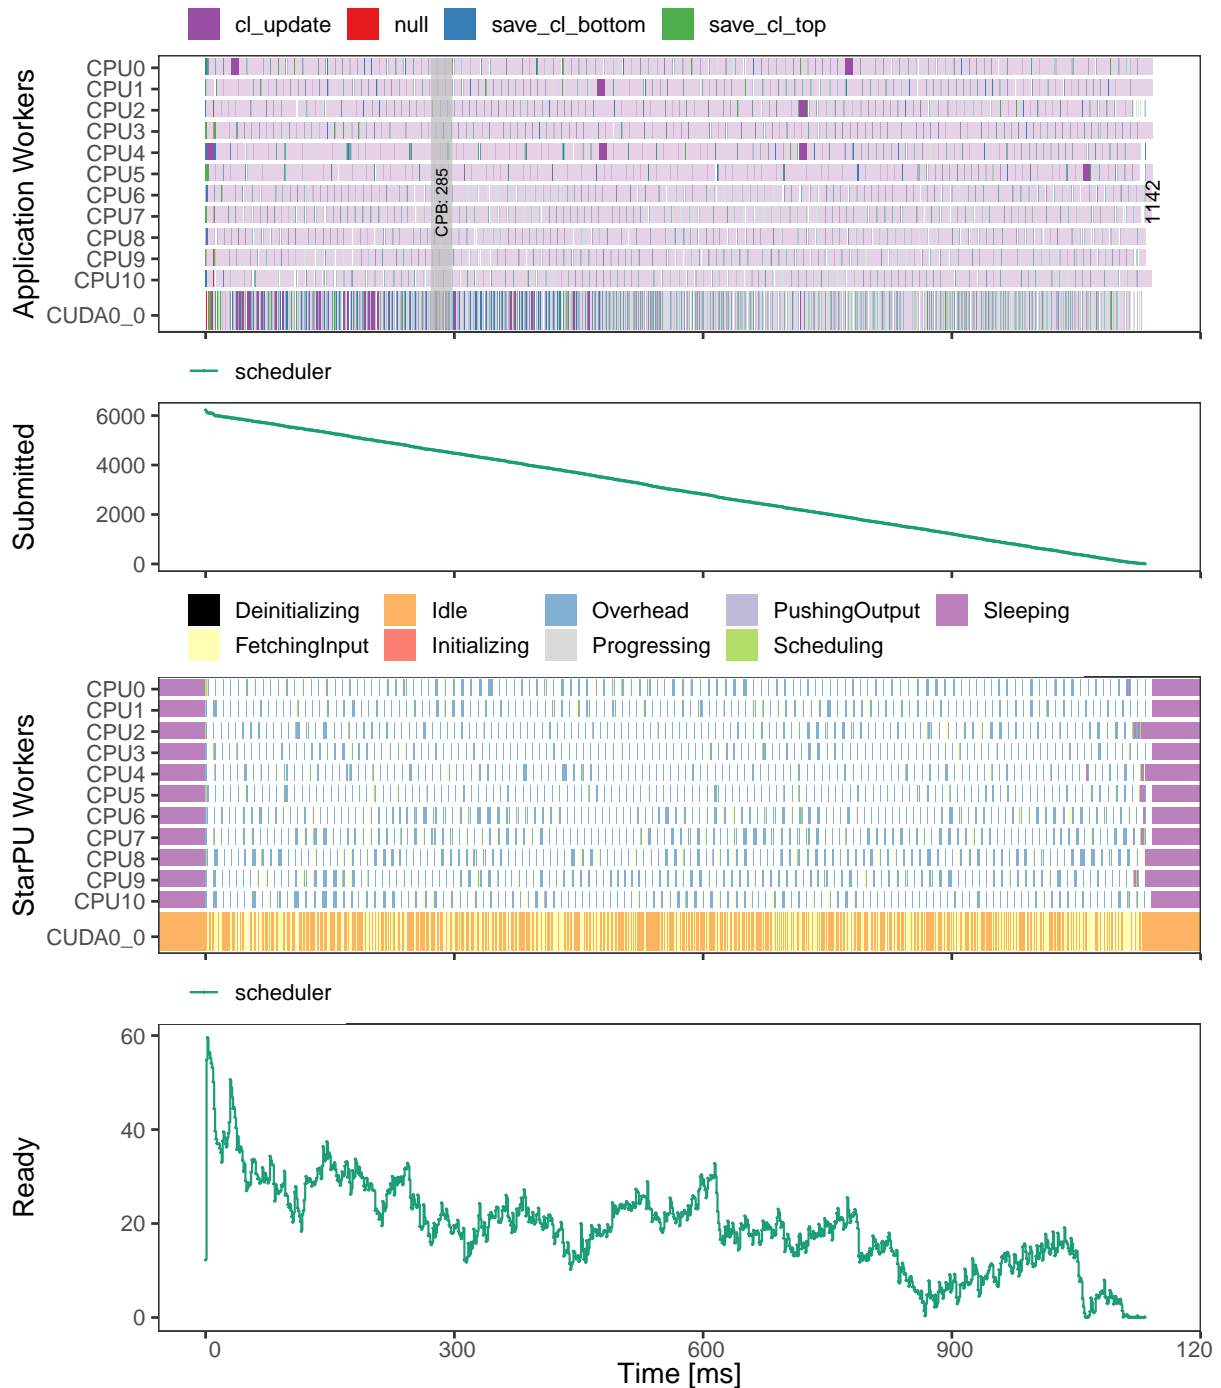 cl_update null save_cl_bottom save_cl_top
Application Workers
CPU0
CPU1
CPU2
CPU3
CPU4
CPU5
CPU6
CPU7
CPU8
CPU9
CPU10
CUDA0_0
CPB: 285
1142
scheduler
Submitted
6000
4000
2000
0
Deinitializing Idle Overhead PushingOutput Sleeping
FetchingInput Initializing Progressing Scheduling
StarPU Workers
CPU0
CPU1
CPU2
CPU3
CPU4
CPU5
CPU6
CPU7
CPU8
CPU9
CPU10
CUDA0_0
scheduler
Ready
60
40
20
0
0 300 600 900 120
Time [ms]